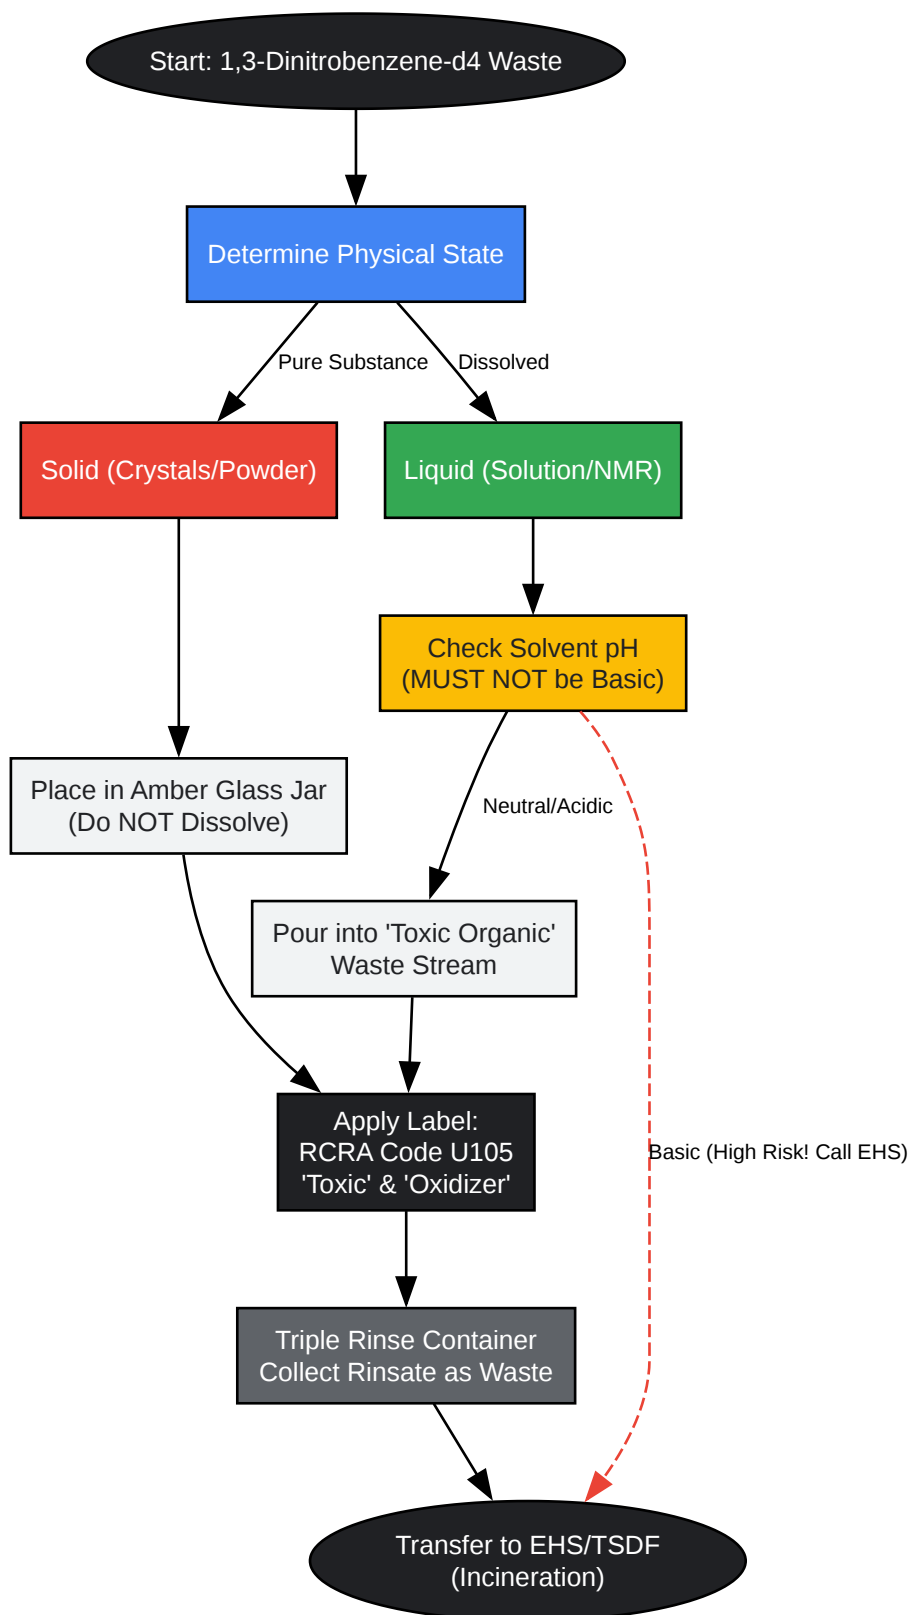 Start: 1,3-Dinitrobenzene-d4 Waste
Determine Physical State
Pure Substance
Dissolved
Solid (Crystals/Powder)
Liquid (Solution/NMR)
Check Solvent pH
(MUST NOT be Basic)
Place in Amber Glass Jar
(Do NOT Dissolve)
Neutral/Acidic
Pour into 'Toxic Organic'
Waste Stream
Apply Label:
RCRA Code U105
'Toxic' & 'Oxidizer'
Basic (High Risk! Call EHS)
Triple Rinse Container
Collect Rinsate as Waste
Transfer to EHS/TSDF
(Incineration)